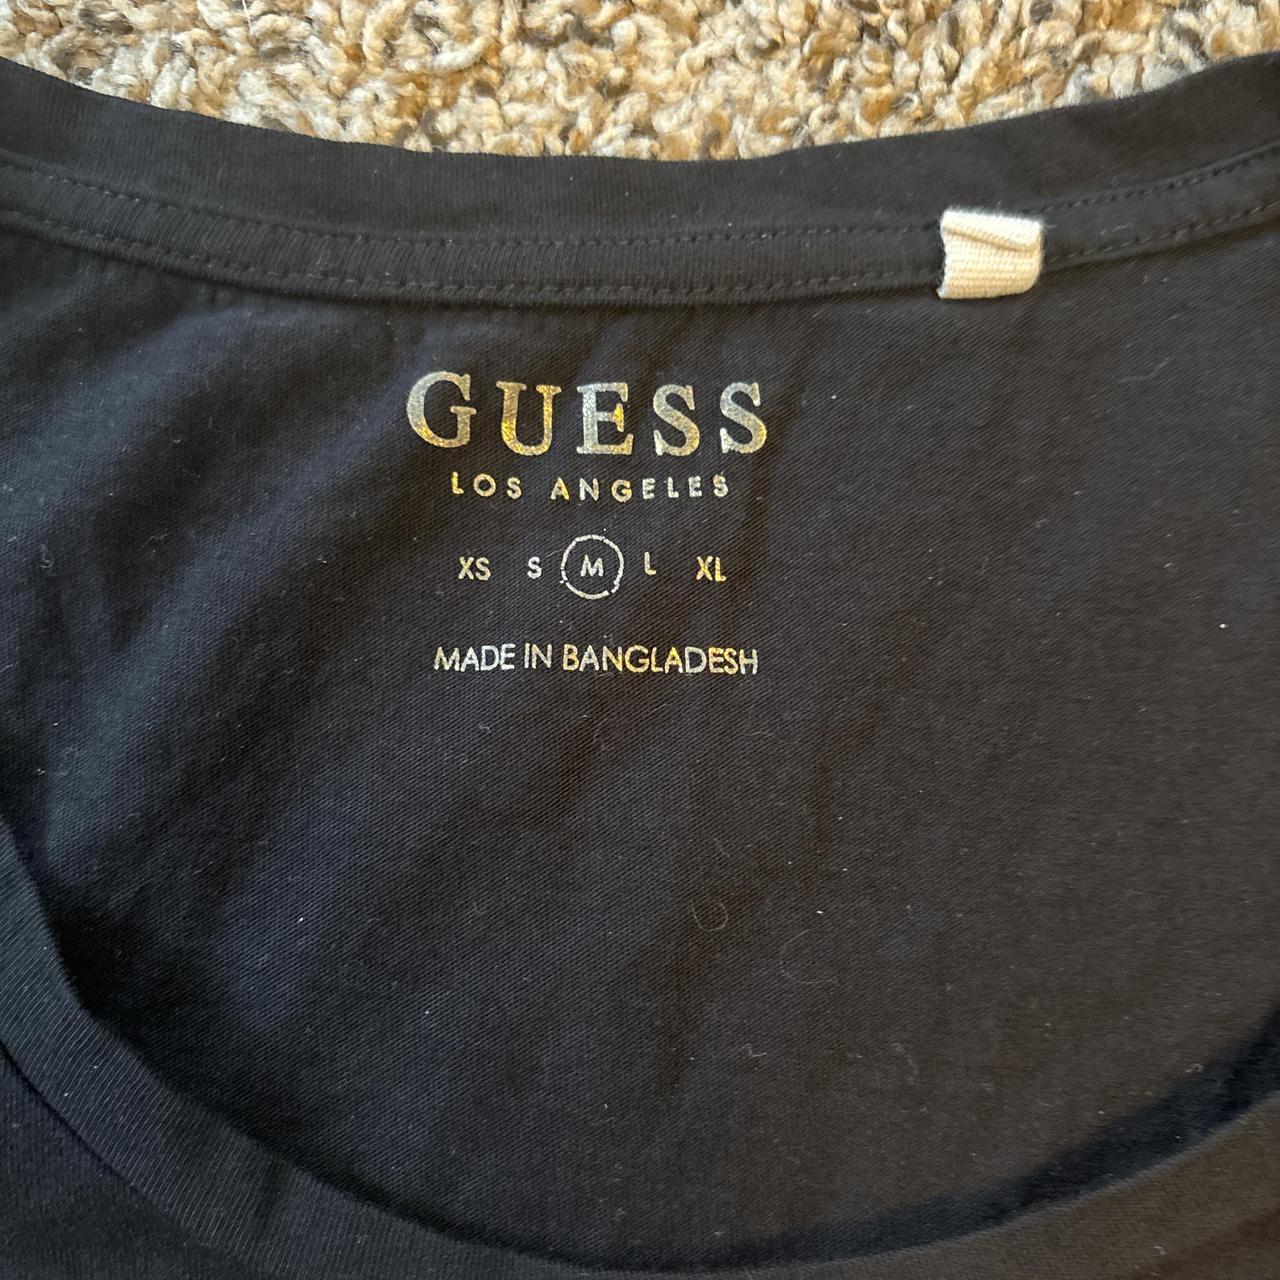 GUESS
LOS ANGELES
XS S M L XL
MADE IN BANGLADESH